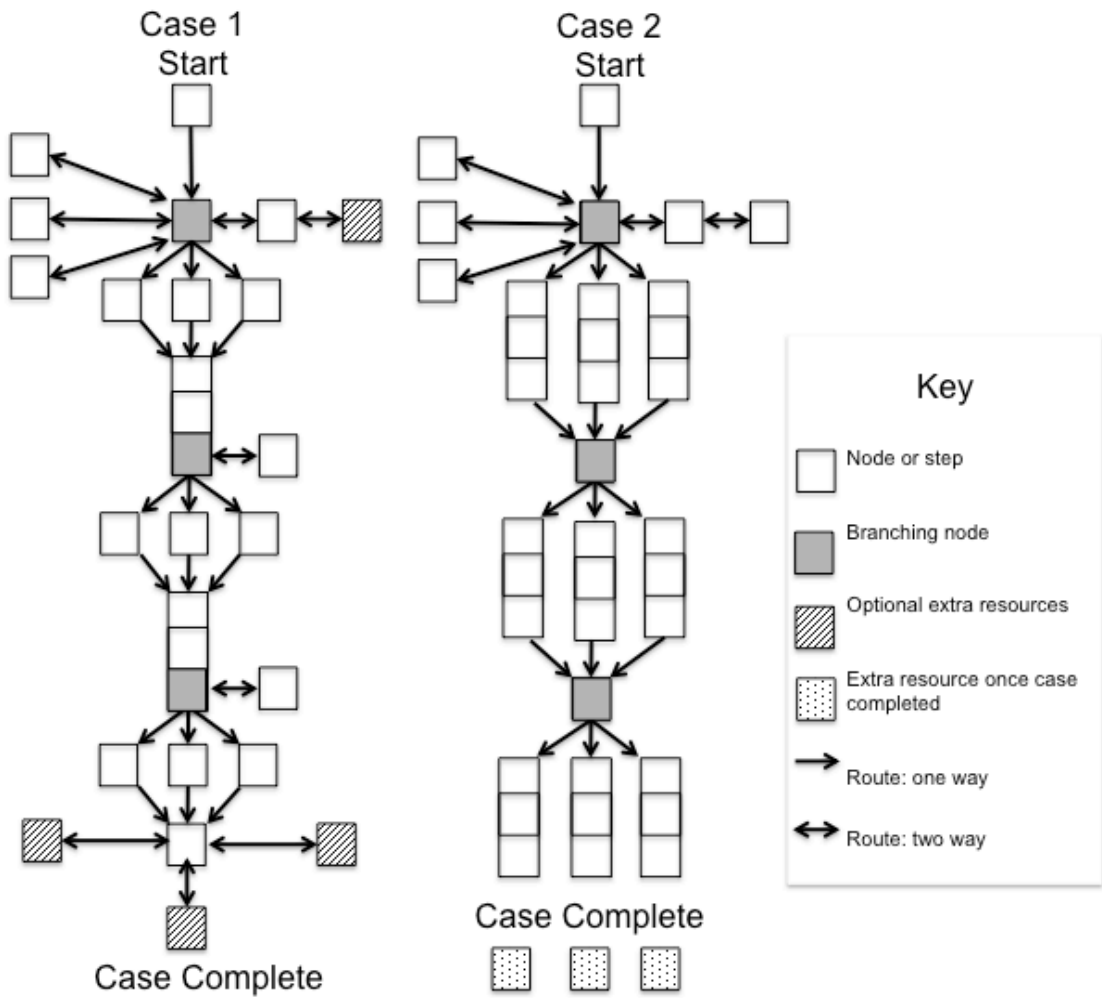 Case 1
Start
Case 2
Start
Key
Node or step
Branching node
Optional extra resources
Extra resource once case
completed
Route: one way
Route: two way
Case Complete
Case Complete